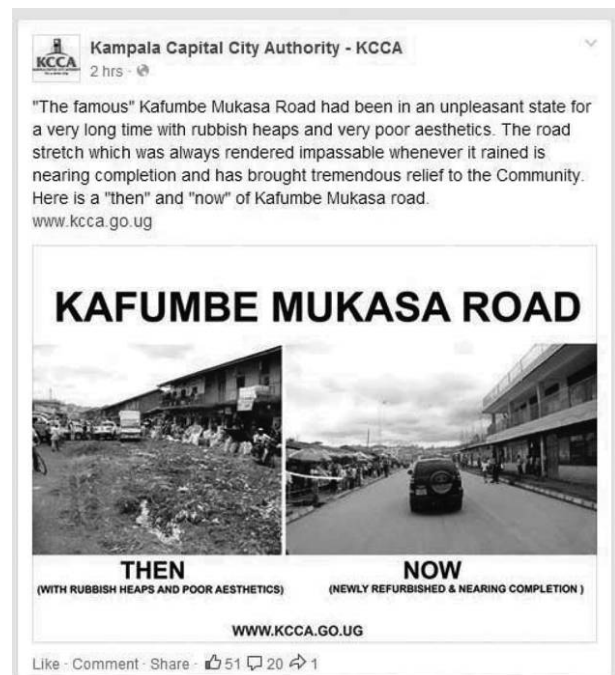 KCCA
Kampala Capital City Authority - KCCA
2 hrs ·
"The famous" Kafumbe Mukasa Road had been in an unpleasant state for
a very long time with rubbish heaps and very poor aesthetics. The road
stretch which was always rendered impassable whenever it rained is
nearing completion and has brought tremendous relief to the Community.
Here is a "then" and "now" of Kafumbe Mukasa road.
www.kcca.go.ug
KAFUMBE MUKASA ROAD
THEN
(WITH RUBBISH HEAPS AND POOR AESTHETICS)
NOW
(NEWLY REFURBISHED & NEARING COMPLETION )
WWW.KCCA.GO.UG
Like · Comment · Share · 51 20 1